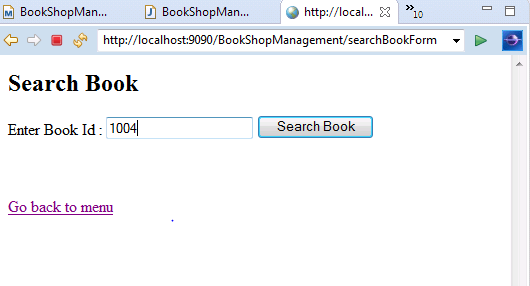 BookShopMan... BookShopMan... http://local... »10
http://localhost:9090/BookShopManagement/searchBookForm
Search Book
Enter Book Id : 1004 Search Book
Go back to menu